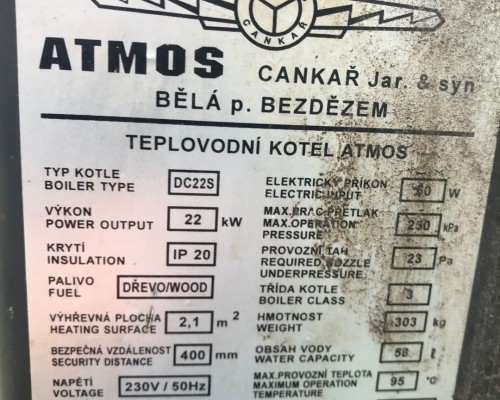 CANKAŘ
ATMOS CANKAŘ Jar. & syn
BĚLÁ p. BEZDĚZEM
TEPLOVODNÍ KOTEL ATMOS
TYP KOTLE
BOILER TYPE DC22S
VÝKON
POWER OUTPUT 22 kW
KRYTÍ
INSULATION IP 20
PALIVO
FUEL DŘEVO/WOOD
VÝHŘEVNÁ PLOCHA
HEATING SURFACE 2,1 m²
BEZPEČNÁ VZDÁLENOST
SECURITY DISTANCE 400 mm
NAPĚTÍ
VOLTAGE 230V / 50Hz
ELEKTRICKÝ PŘÍKON
ELECTRIC INPUT W
MAX.PRAC.PŘETLAK
MAX.OPERATION
PRESSURE 250 kPa
PROVOZNÍ TAH
REQUIRED NOZZLE
UNDERPRESSURE 23 Pa
TŘÍDA KOTLE
BOILER CLASS 3
HMOTNOST
WEIGHT 303 kg
OBSAH VODY
WATER CAPACITY 58 ℓ
MAX.PROVOZNÍ TEPLOTA
MAXIMUM OPERATION
TEMPERATURE 95 °C